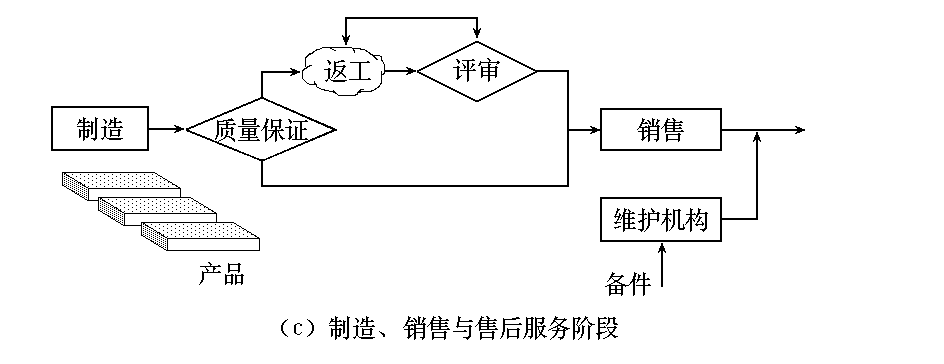 返工
评审
制造
质量保证
销售
维护机构
产品
备件
（c）制造、销售与售后服务阶段